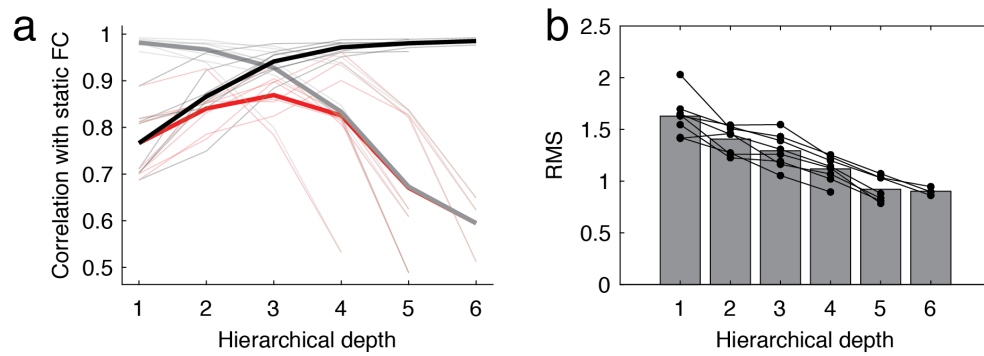 a
Correlation with static FC
1
0.9
0.8
0.7
0.6
0.5
1 2 3 4 5 6
Hierarchical depth
b
RMS
2.5
2
1.5
1
0.5
0
1 2 3 4 5 6
Hierarchical depth